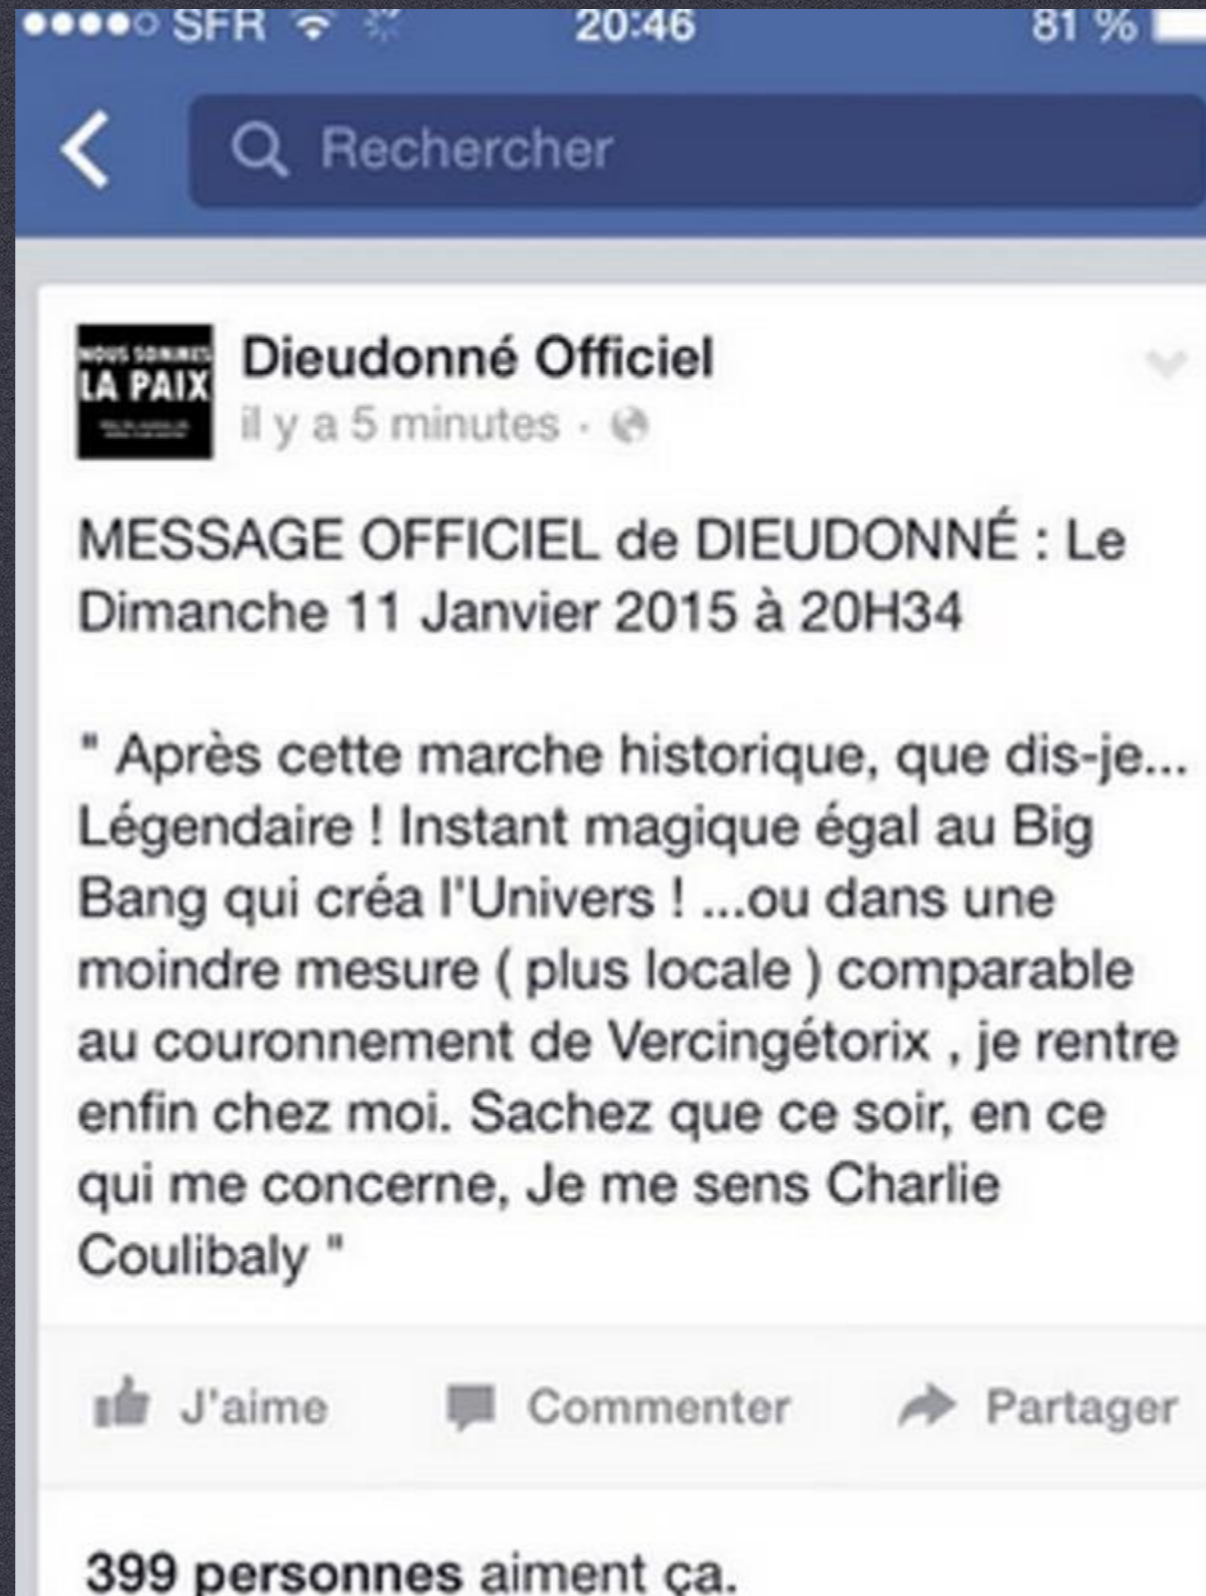 SFR 20:46 81 %
Rechercher
NOUS SOMMES
LA PAIX
Dieudonné Officiel
il y a 5 minutes ·
MESSAGE OFFICIEL de DIEUDONNÉ : Le
Dimanche 11 Janvier 2015 à 20H34
" Après cette marche historique, que dis-je...
Légendaire ! Instant magique égal au Big
Bang qui créa l'Univers ! ...ou dans une
moindre mesure ( plus locale ) comparable
au couronnement de Vercingétorix , je rentre
enfin chez moi. Sachez que ce soir, en ce
qui me concerne, Je me sens Charlie
Coulibaly "
J'aime Commenter Partager
399 personnes aiment ça.